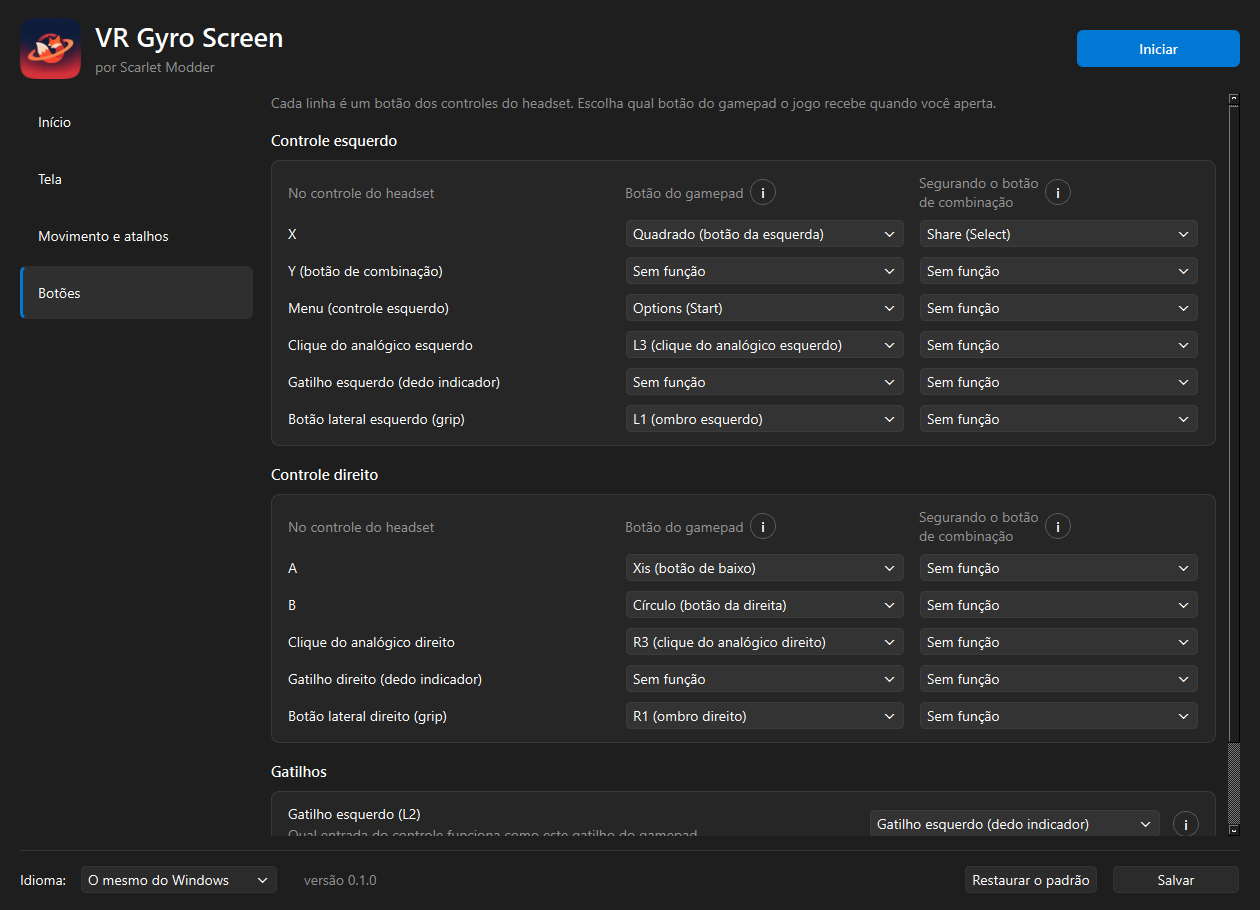 VR Gyro Screen
por Scarlet Modder
Iniciar
Início
Tela
Movimento e atalhos
Botões
Cada linha é um botão dos controles do headset. Escolha qual botão do gamepad o jogo recebe quando você aperta.
Controle esquerdo
No controle do headset
Botão do gamepad
i
Segurando o botão
de combinação
i
X
Quadrado (botão da esquerda)
Share (Select)
Y (botão de combinação)
Sem função
Sem função
Menu (controle esquerdo)
Options (Start)
Sem função
Clique do analógico esquerdo
L3 (clique do analógico esquerdo)
Sem função
Gatilho esquerdo (dedo indicador)
Sem função
Sem função
Botão lateral esquerdo (grip)
L1 (ombro esquerdo)
Sem função
Controle direito
No controle do headset
Botão do gamepad
i
Segurando o botão
de combinação
i
A
Xis (botão de baixo)
Sem função
B
Círculo (botão da direita)
Sem função
Clique do analógico direito
R3 (clique do analógico direito)
Sem função
Gatilho direito (dedo indicador)
Sem função
Sem função
Botão lateral direito (grip)
R1 (ombro direito)
Sem função
Gatilhos
Gatilho esquerdo (L2)
Qual entrada do controle funciona como este gatilho do gamepad
Gatilho esquerdo (dedo indicador)
i
Idioma:
O mesmo do Windows
versão 0.1.0
Restaurar o padrão
Salvar